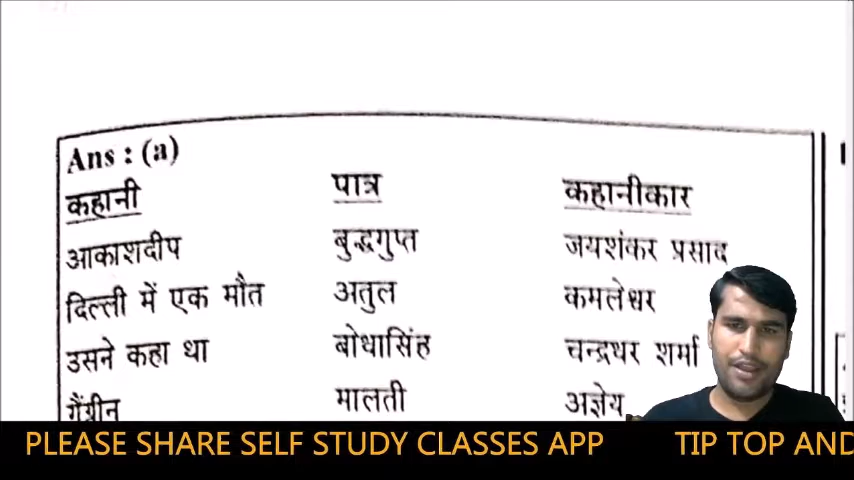 Ans : (a)
कहानी पात्र कहानीकार
आकाशदीप बुद्धगुप्त जयशंकर प्रसाद
दिल्ली में एक मौत अतुल कमलेश्वर
उसने कहा था बोधासिंह चन्द्रधर शर्मा
गैंग्रीन मालती अज्ञेय
PLEASE SHARE SELF STUDY CLASSES APP TIP TOP AND